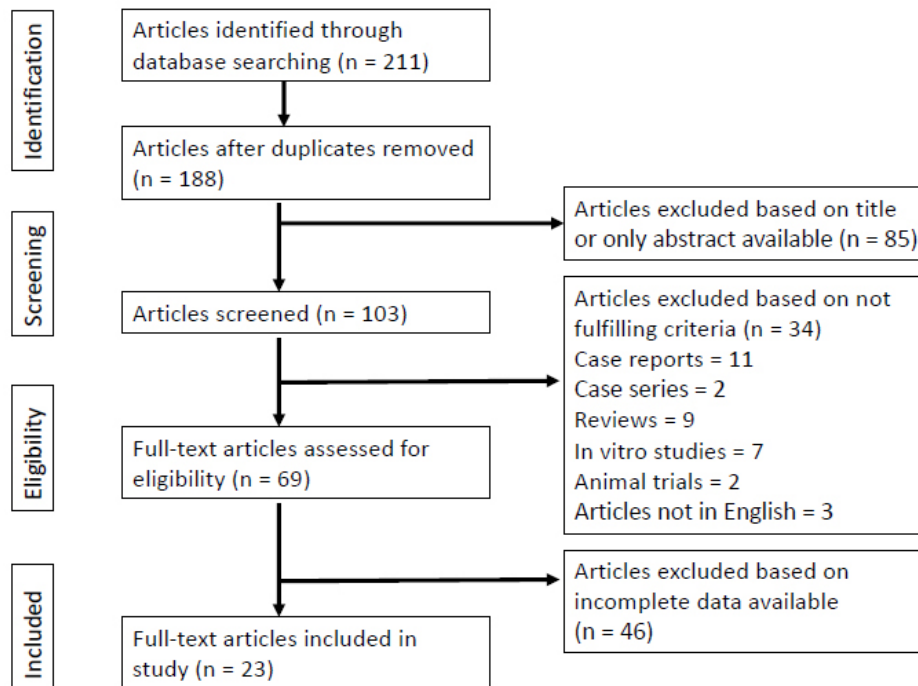 Identification
Articles identified through
database searching (n = 211)
Articles after duplicates removed
(n = 188)
Screening
Articles excluded based on title
or only abstract available (n = 85)
Articles screened (n = 103)
Articles excluded based on not
fulfilling criteria (n = 34)
Case reports = 11
Case series = 2
Reviews = 9
In vitro studies = 7
Animal trials = 2
Articles not in English = 3
Eligibility
Full-text articles assessed for
eligibility (n = 69)
Articles excluded based on
incomplete data available
(n = 46)
Included
Full-text articles included in
study (n = 23)